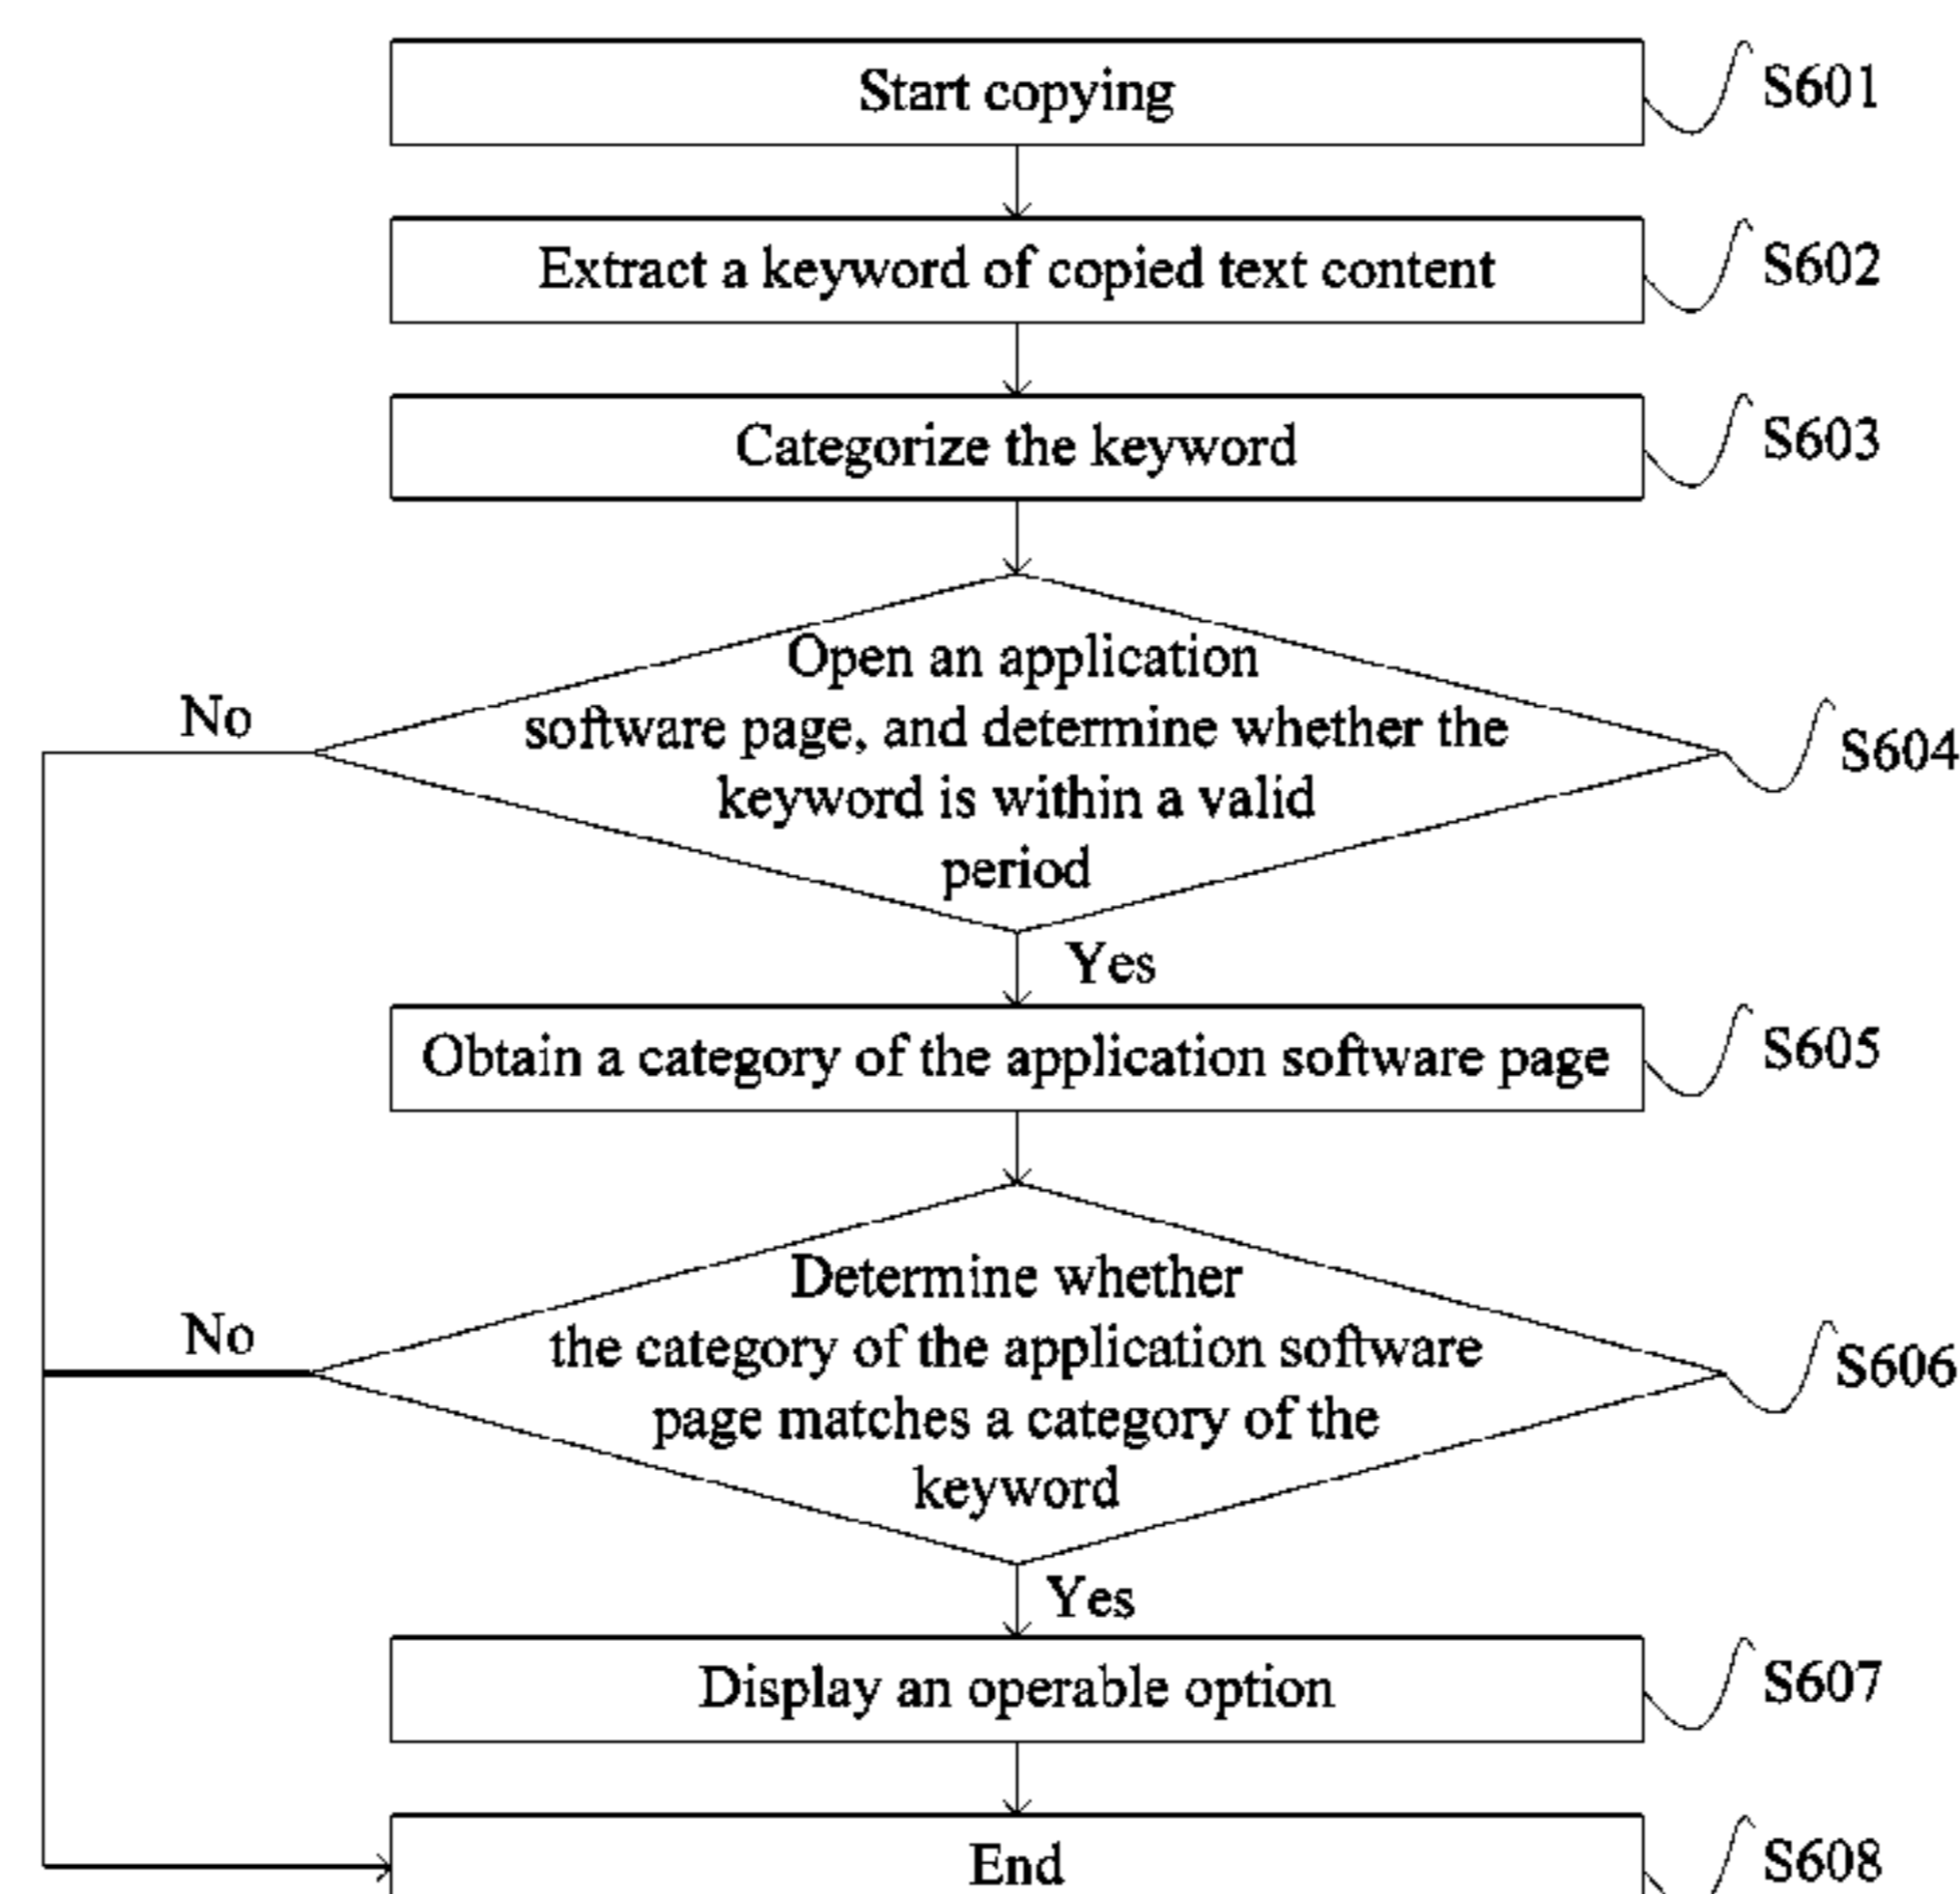 Start copying
S601
Extract a keyword of copied text content
S602
Categorize the keyword
S603
Open an application
software page, and determine whether the
keyword is within a valid
period
No
S604
Yes
Obtain a category of the application software page
S605
Determine whether
the category of the application software
page matches a category of the
keyword
No
S606
Yes
Display an operable option
S607
End
S608